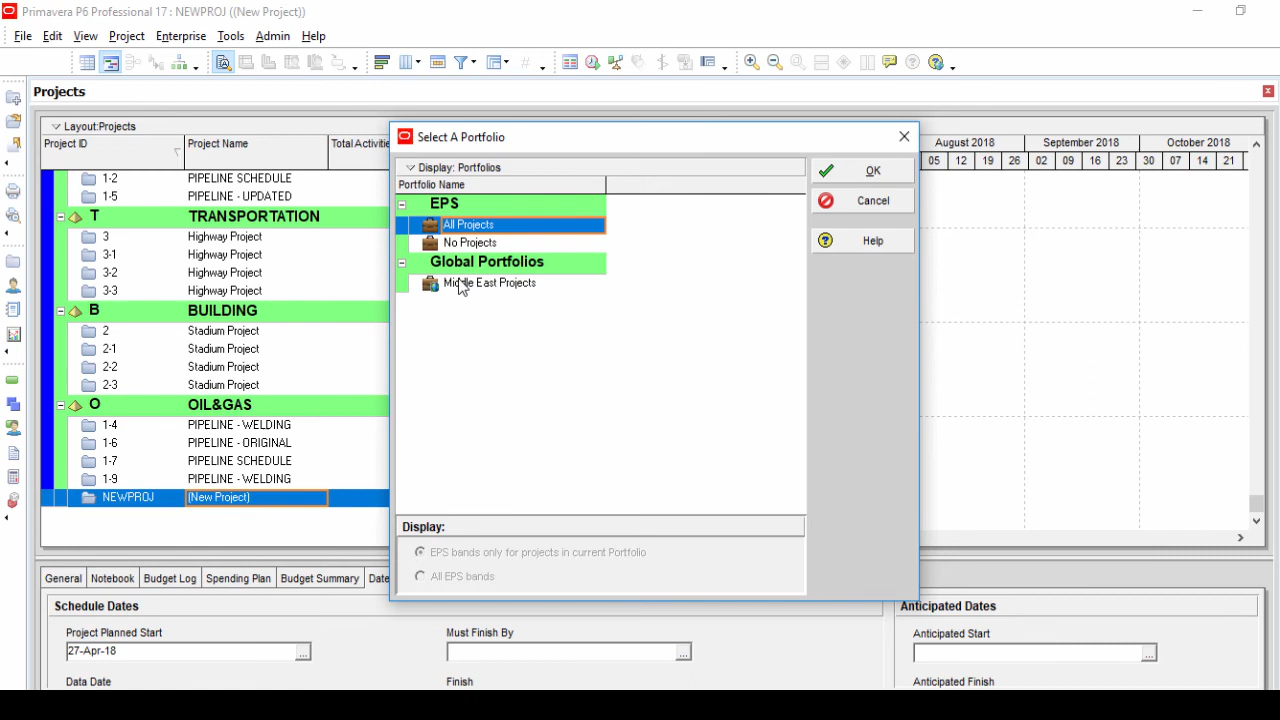 Primavera P6 Professional 17 : NEWPROJ ((New Project))
File Edit View Project Enterprise Tools Admin Help
Projects
Layout:Projects
Project ID Project Name Total Activitie
1-2 PIPELINE SCHEDULE
1-5 PIPELINE - UPDATED
T TRANSPORTATION
3 Highway Project
3-1 Highway Project
3-2 Highway Project
3-3 Highway Project
B BUILDING
2 Stadium Project
2-1 Stadium Project
2-2 Stadium Project
2-3 Stadium Project
O OIL&GAS
1-4 PIPELINE - WELDING
1-6 PIPELINE - ORIGINAL
1-7 PIPELINE SCHEDULE
1-9 PIPELINE - WELDING
NEWPROJ (New Project)
Select A Portfolio
Display: Portfolios
Portfolio Name
EPS
All Projects
No Projects
Global Portfolios
Middle East Projects
OK
Cancel
Help
Display:
EPS bands only for projects in current Portfolio
All EPS bands
August 2018 September 2018 October 2018
05 12 19 26 02 09 16 23 30 07 14 21
General Notebook Budget Log Spending Plan Budget Summary Date
Schedule Dates
Project Planned Start
27-Apr-18
Data Date
Must Finish By
Finish
Anticipated Dates
Anticipated Start
Anticipated Finish